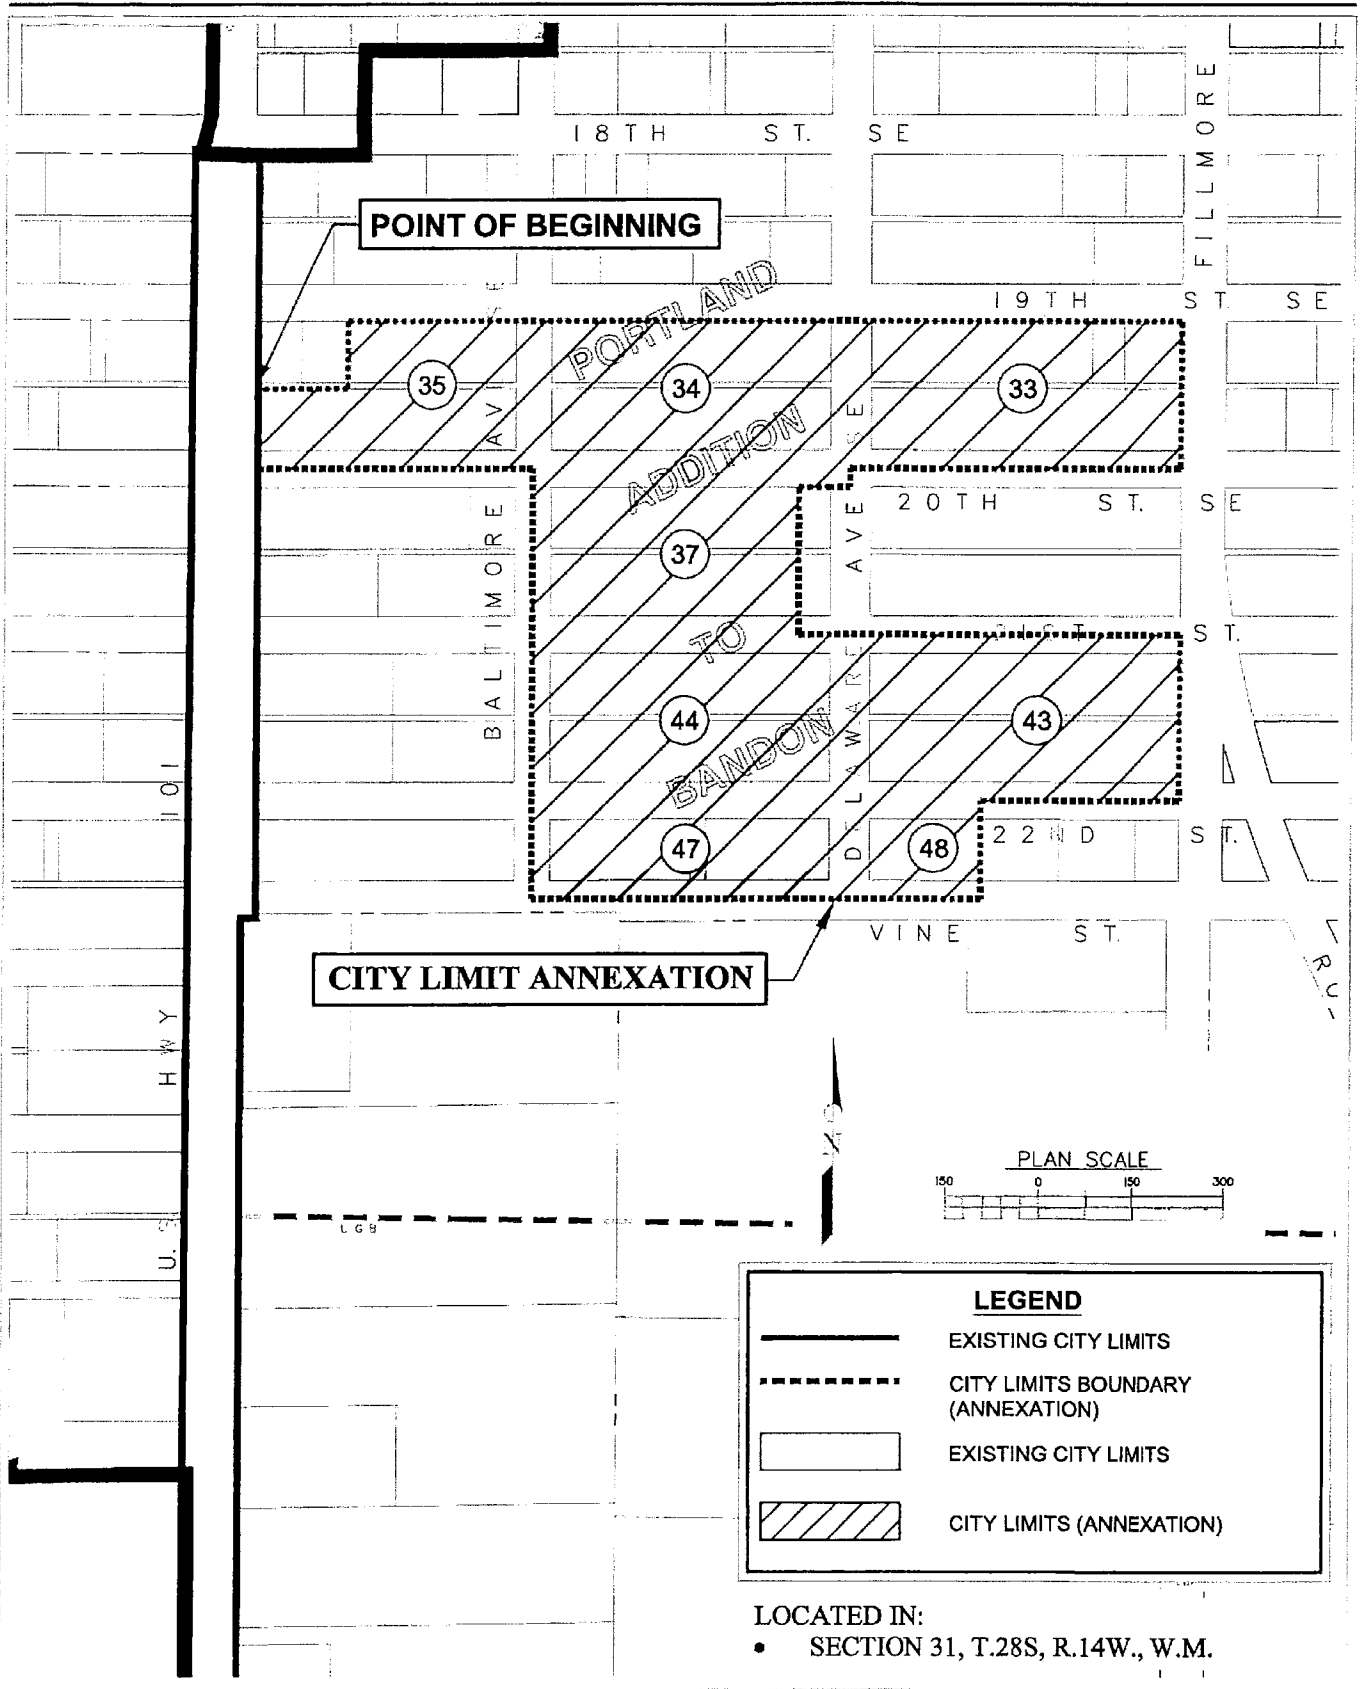 18TH ST. SE
FILLMORE
POINT OF BEGINNING
19TH ST SE
PORTLAND
ADDITION
TO
BANDON
35
34
33
AVE SE
20TH ST. SE
37
BALTIMORE
21ST ST.
44
43
DELAWARE AVE SE
47
48
22ND ST.
VINE ST.
CITY LIMIT ANNEXATION
U.S. HWY 101
PLAN SCALE
150 0 150 300
LEGEND
EXISTING CITY LIMITS
CITY LIMITS BOUNDARY
(ANNEXATION)
EXISTING CITY LIMITS
CITY LIMITS (ANNEXATION)
LOCATED IN:
• SECTION 31, T.28S, R.14W., W.M.